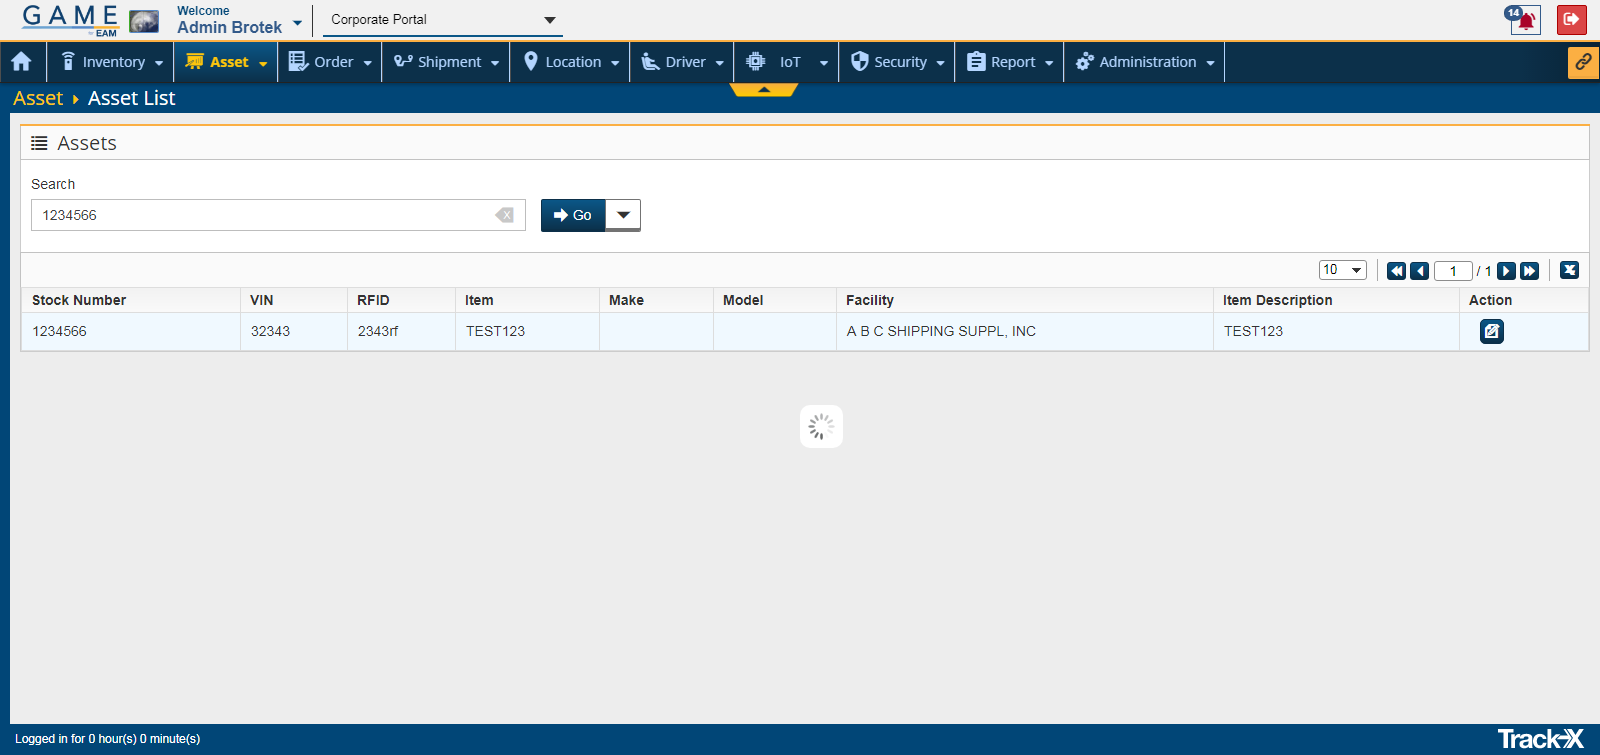 GAME
by EAM
Welcome
Admin Brotek
Corporate Portal
14
Inventory
Asset
Order
Shipment
Location
Driver
IoT
Security
Report
Administration
Asset Asset List
Assets
Search
1234566
Go
10
1 / 1
Stock Number VIN RFID Item Make Model Facility Item Description Action
1234566 32343 2343rf TEST123 A B C SHIPPING SUPPL, INC TEST123
Logged in for 0 hour(s) 0 minute(s)
Track-X